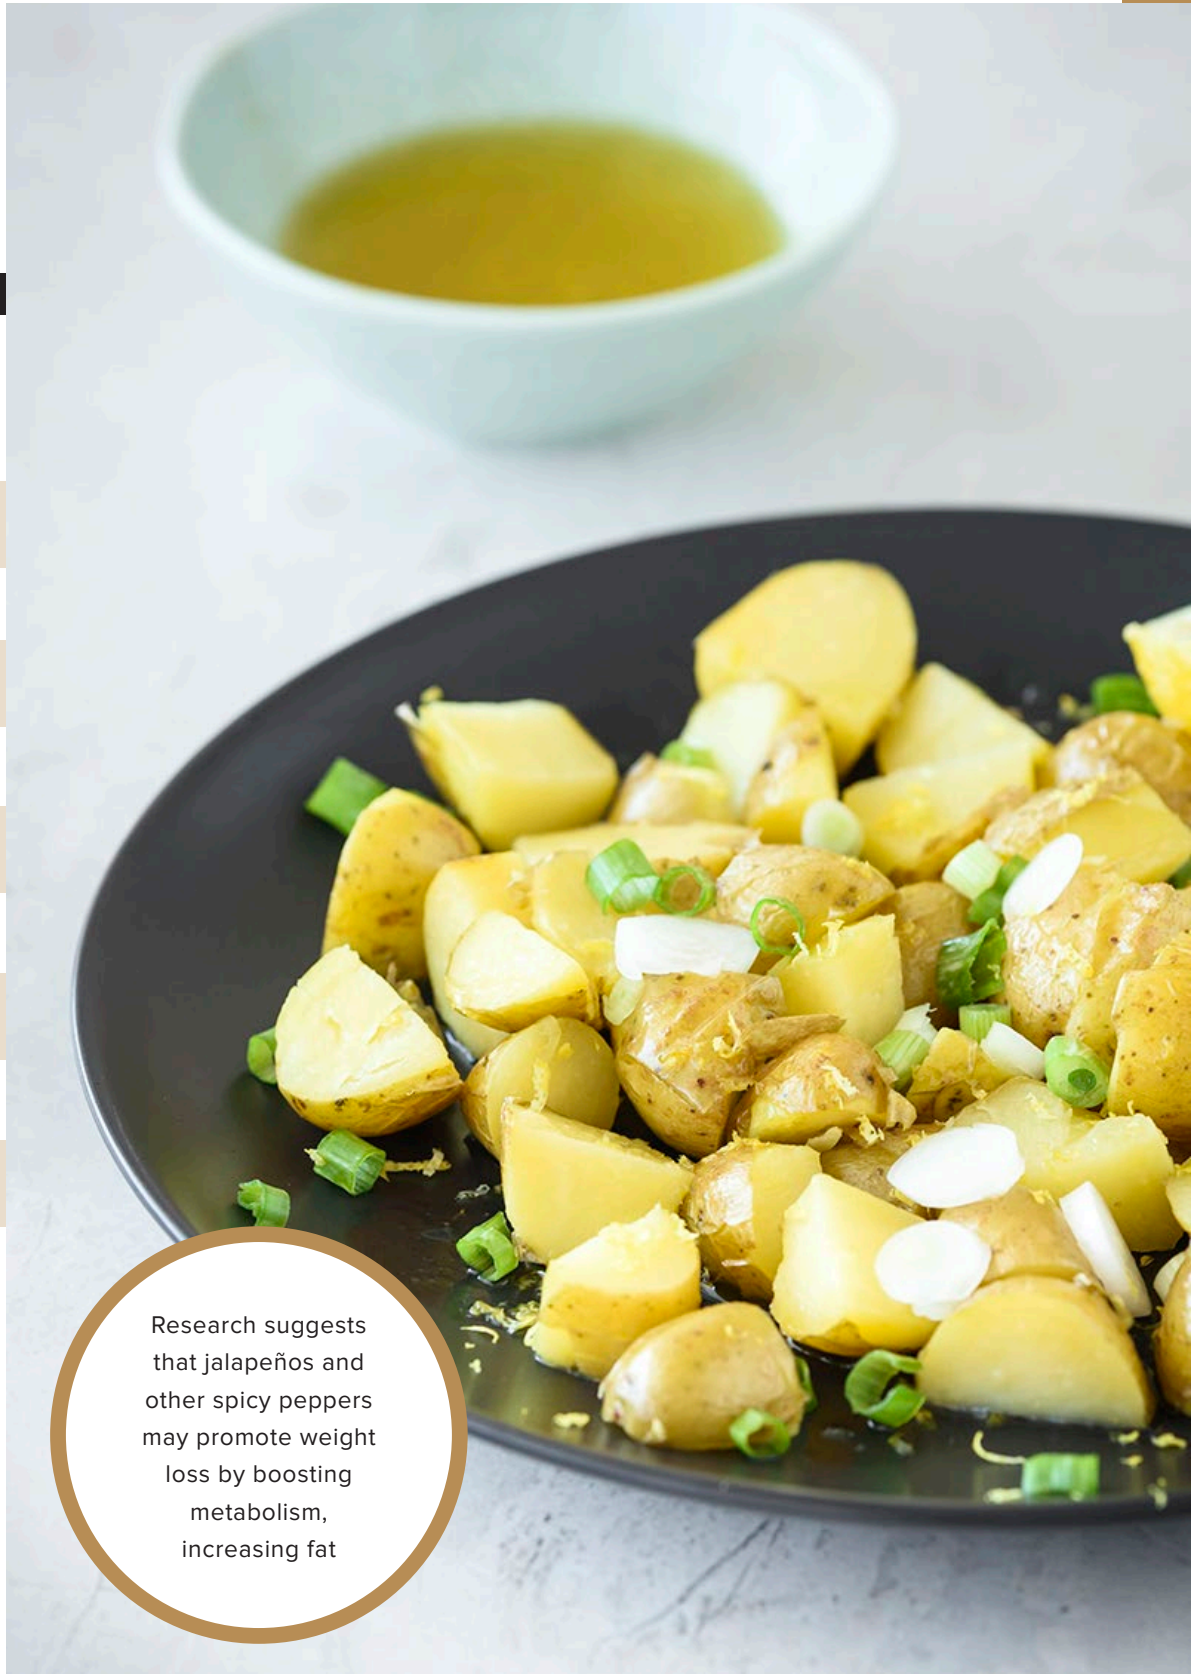 Research suggests
that jalapeños and
other spicy peppers
may promote weight
loss by boosting
metabolism,
increasing fat